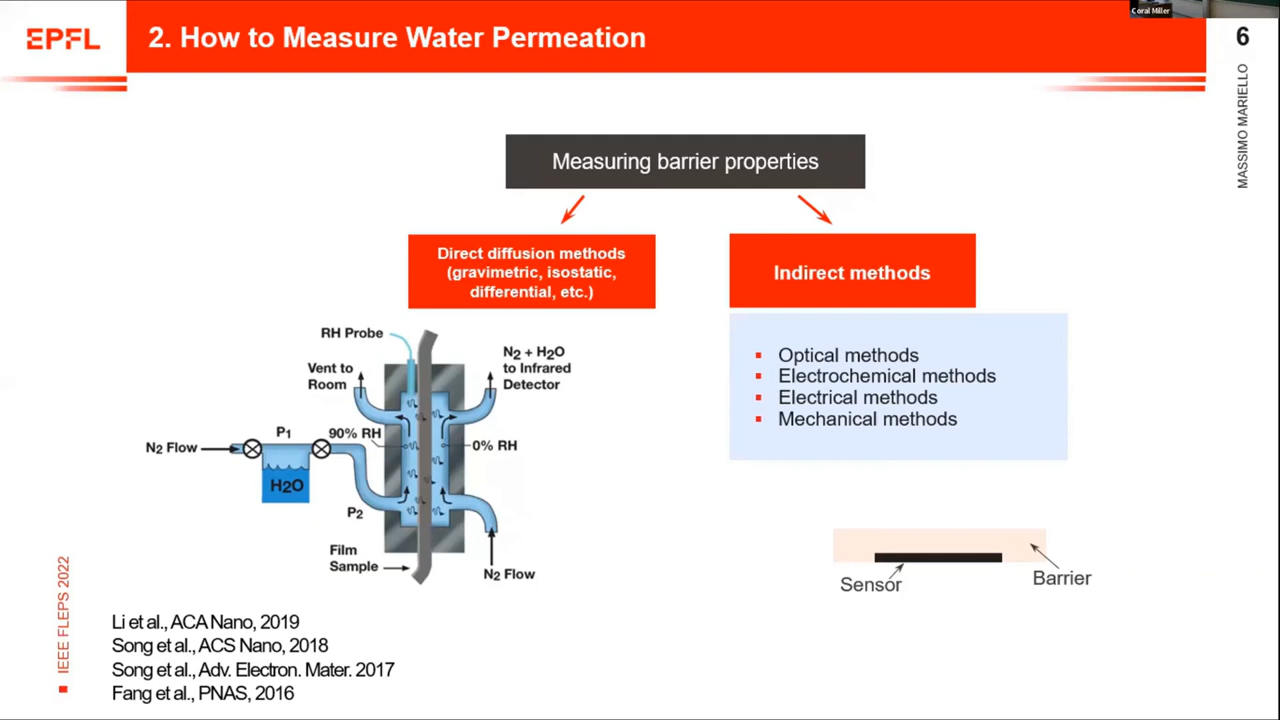 Coral Miller
EPFL
2. How to Measure Water Permeation
6
MASSIMO MARIELLO
Measuring barrier properties
Direct diffusion methods
(gravimetric, isostatic,
differential, etc.)
Indirect methods
Optical methods
Electrochemical methods
Electrical methods
Mechanical methods
RH Probe
Vent to
Room
N2 + H2O
to Infrared
Detector
P1
90% RH
0% RH
N2 Flow
H2O
P2
Film
Sample
N2 Flow
Sensor
Barrier
IEEE FLEPS 2022
Li et al., ACA Nano, 2019
Song et al., ACS Nano, 2018
Song et al., Adv. Electron. Mater. 2017
Fang et al., PNAS, 2016